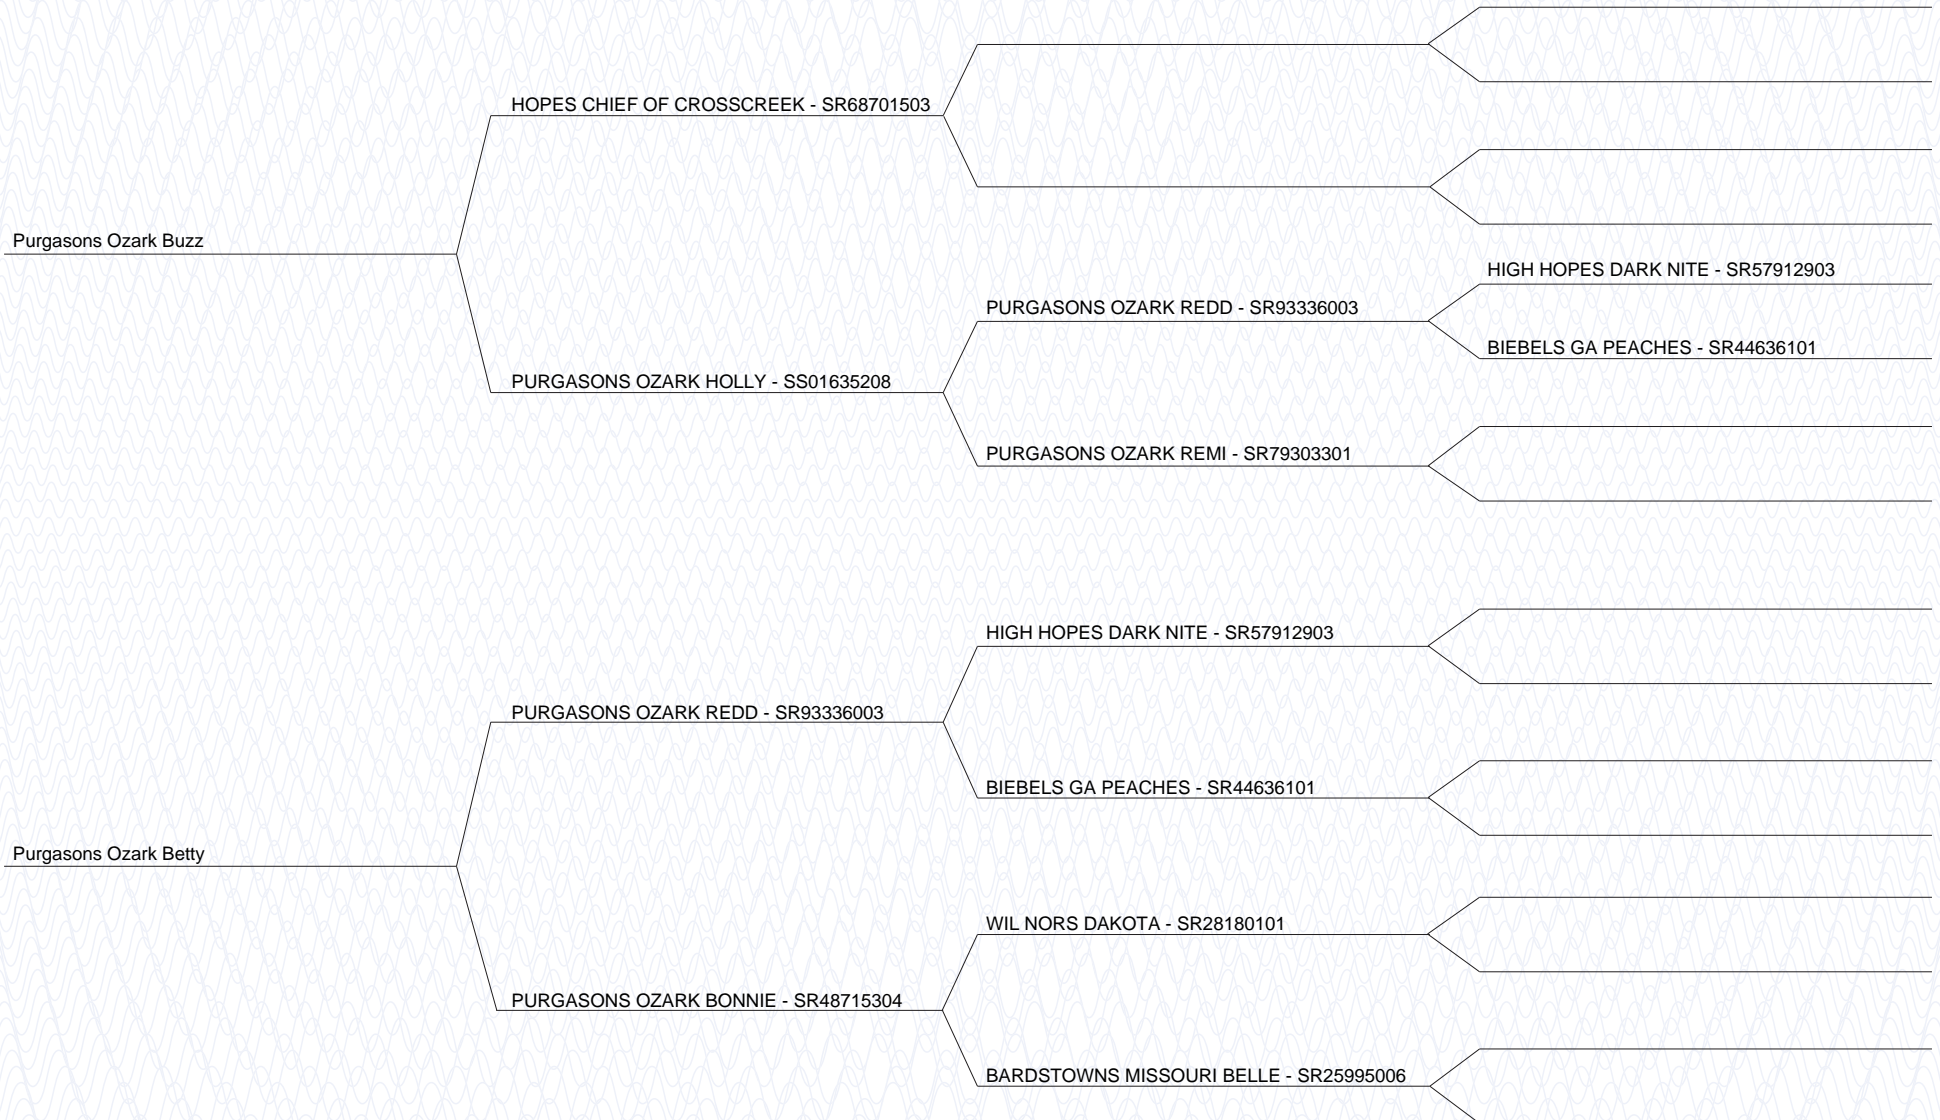 HOPES CHIEF OF CROSSCREEK - SR68701503
Purgasons Ozark Buzz
HIGH HOPES DARK NITE - SR57912903
PURGASONS OZARK REDD - SR93336003
BIEBELS GA PEACHES - SR44636101
PURGASONS OZARK HOLLY - SS01635208
PURGASONS OZARK REMI - SR79303301
HIGH HOPES DARK NITE - SR57912903
PURGASONS OZARK REDD - SR93336003
BIEBELS GA PEACHES - SR44636101
Purgasons Ozark Betty
WIL NORS DAKOTA - SR28180101
PURGASONS OZARK BONNIE - SR48715304
BARDSTOWNS MISSOURI BELLE - SR25995006